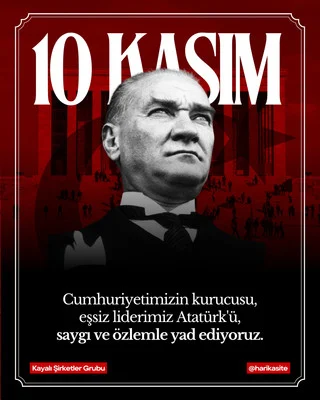 10 KASIM
Cumhuriyetimizin kurucusu,
eşsiz liderimiz Atatürk'ü,
saygı ve özlemle yad ediyoruz.
Kayalı Şirketler Grubu
@harikasite